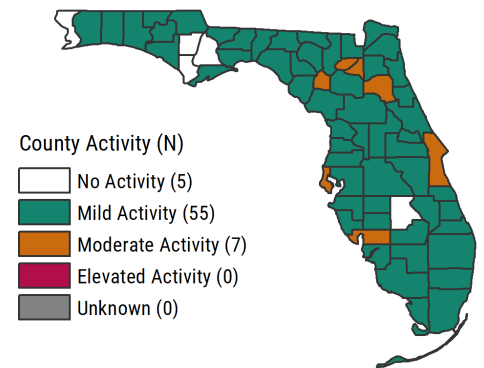 County Activity (N)
No Activity (5)
Mild Activity (55)
Moderate Activity (7)
Elevated Activity (0)
Unknown (0)